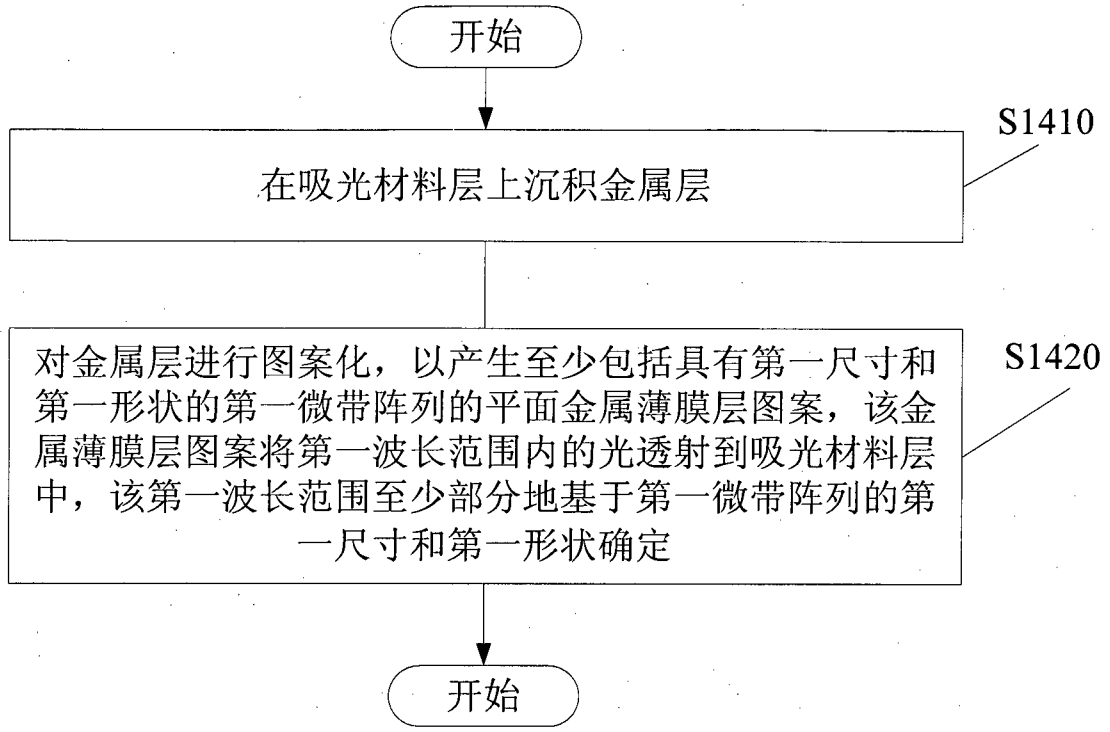 开始
S1410
在吸光材料层上沉积金属层
S1420
对金属层进行图案化，以产生至少包括具有第一尺寸和
第一形状的第一微带阵列的平面金属薄膜层图案，该金
属薄膜层图案将第一波长范围内的光透射到吸光材料层
中，该第一波长范围至少部分地基于第一微带阵列的第
一尺寸和第一形状确定
开始